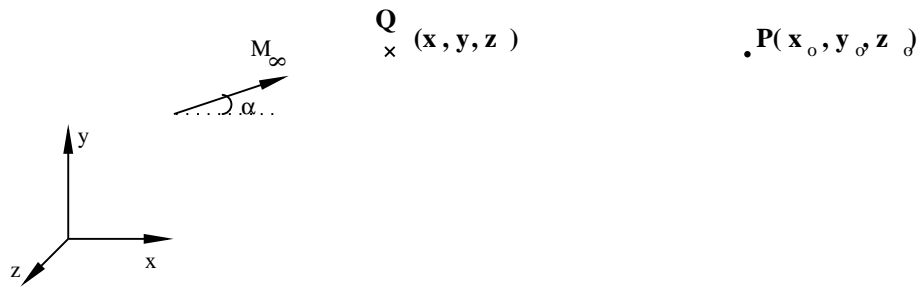 Q (x, y, z)
P(x₀, y₀, z₀)
M∞
α
y
x
z